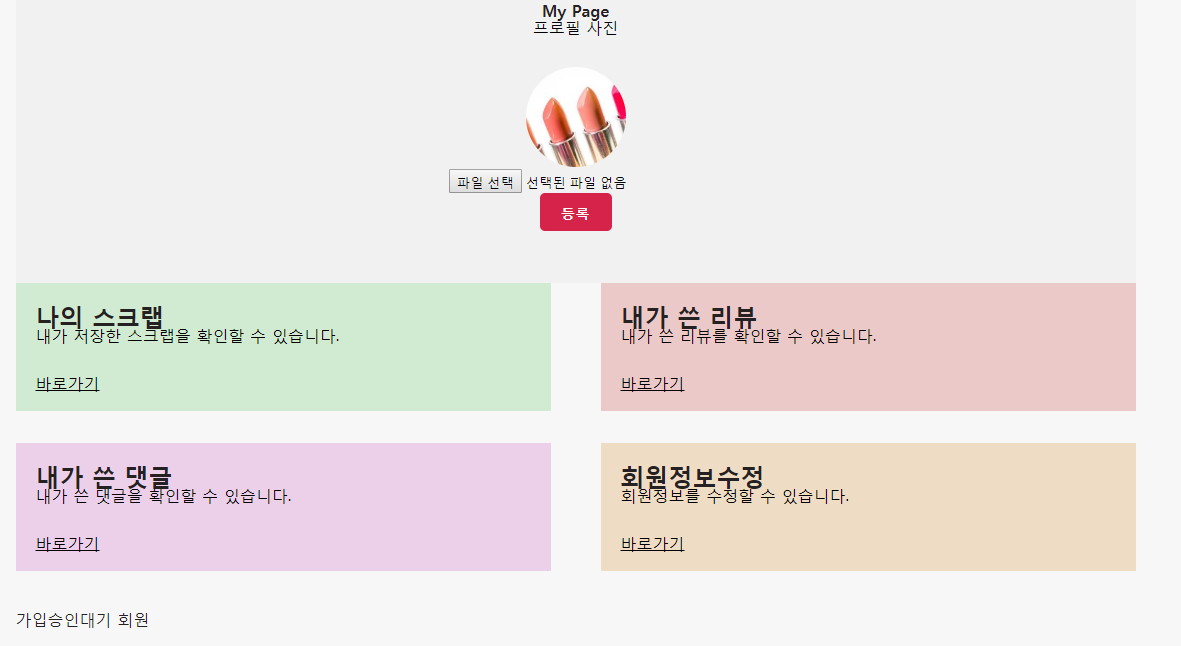 My Page
프로필 사진
파일 선택 선택된 파일 없음
등록
나의 스크랩
내가 저장한 스크랩을 확인할 수 있습니다.
바로가기
내가 쓴 리뷰
내가 쓴 리뷰를 확인할 수 있습니다.
바로가기
내가 쓴 댓글
내가 쓴 댓글을 확인할 수 있습니다.
바로가기
회원정보수정
회원정보를 수정할 수 있습니다.
바로가기
가입승인대기 회원